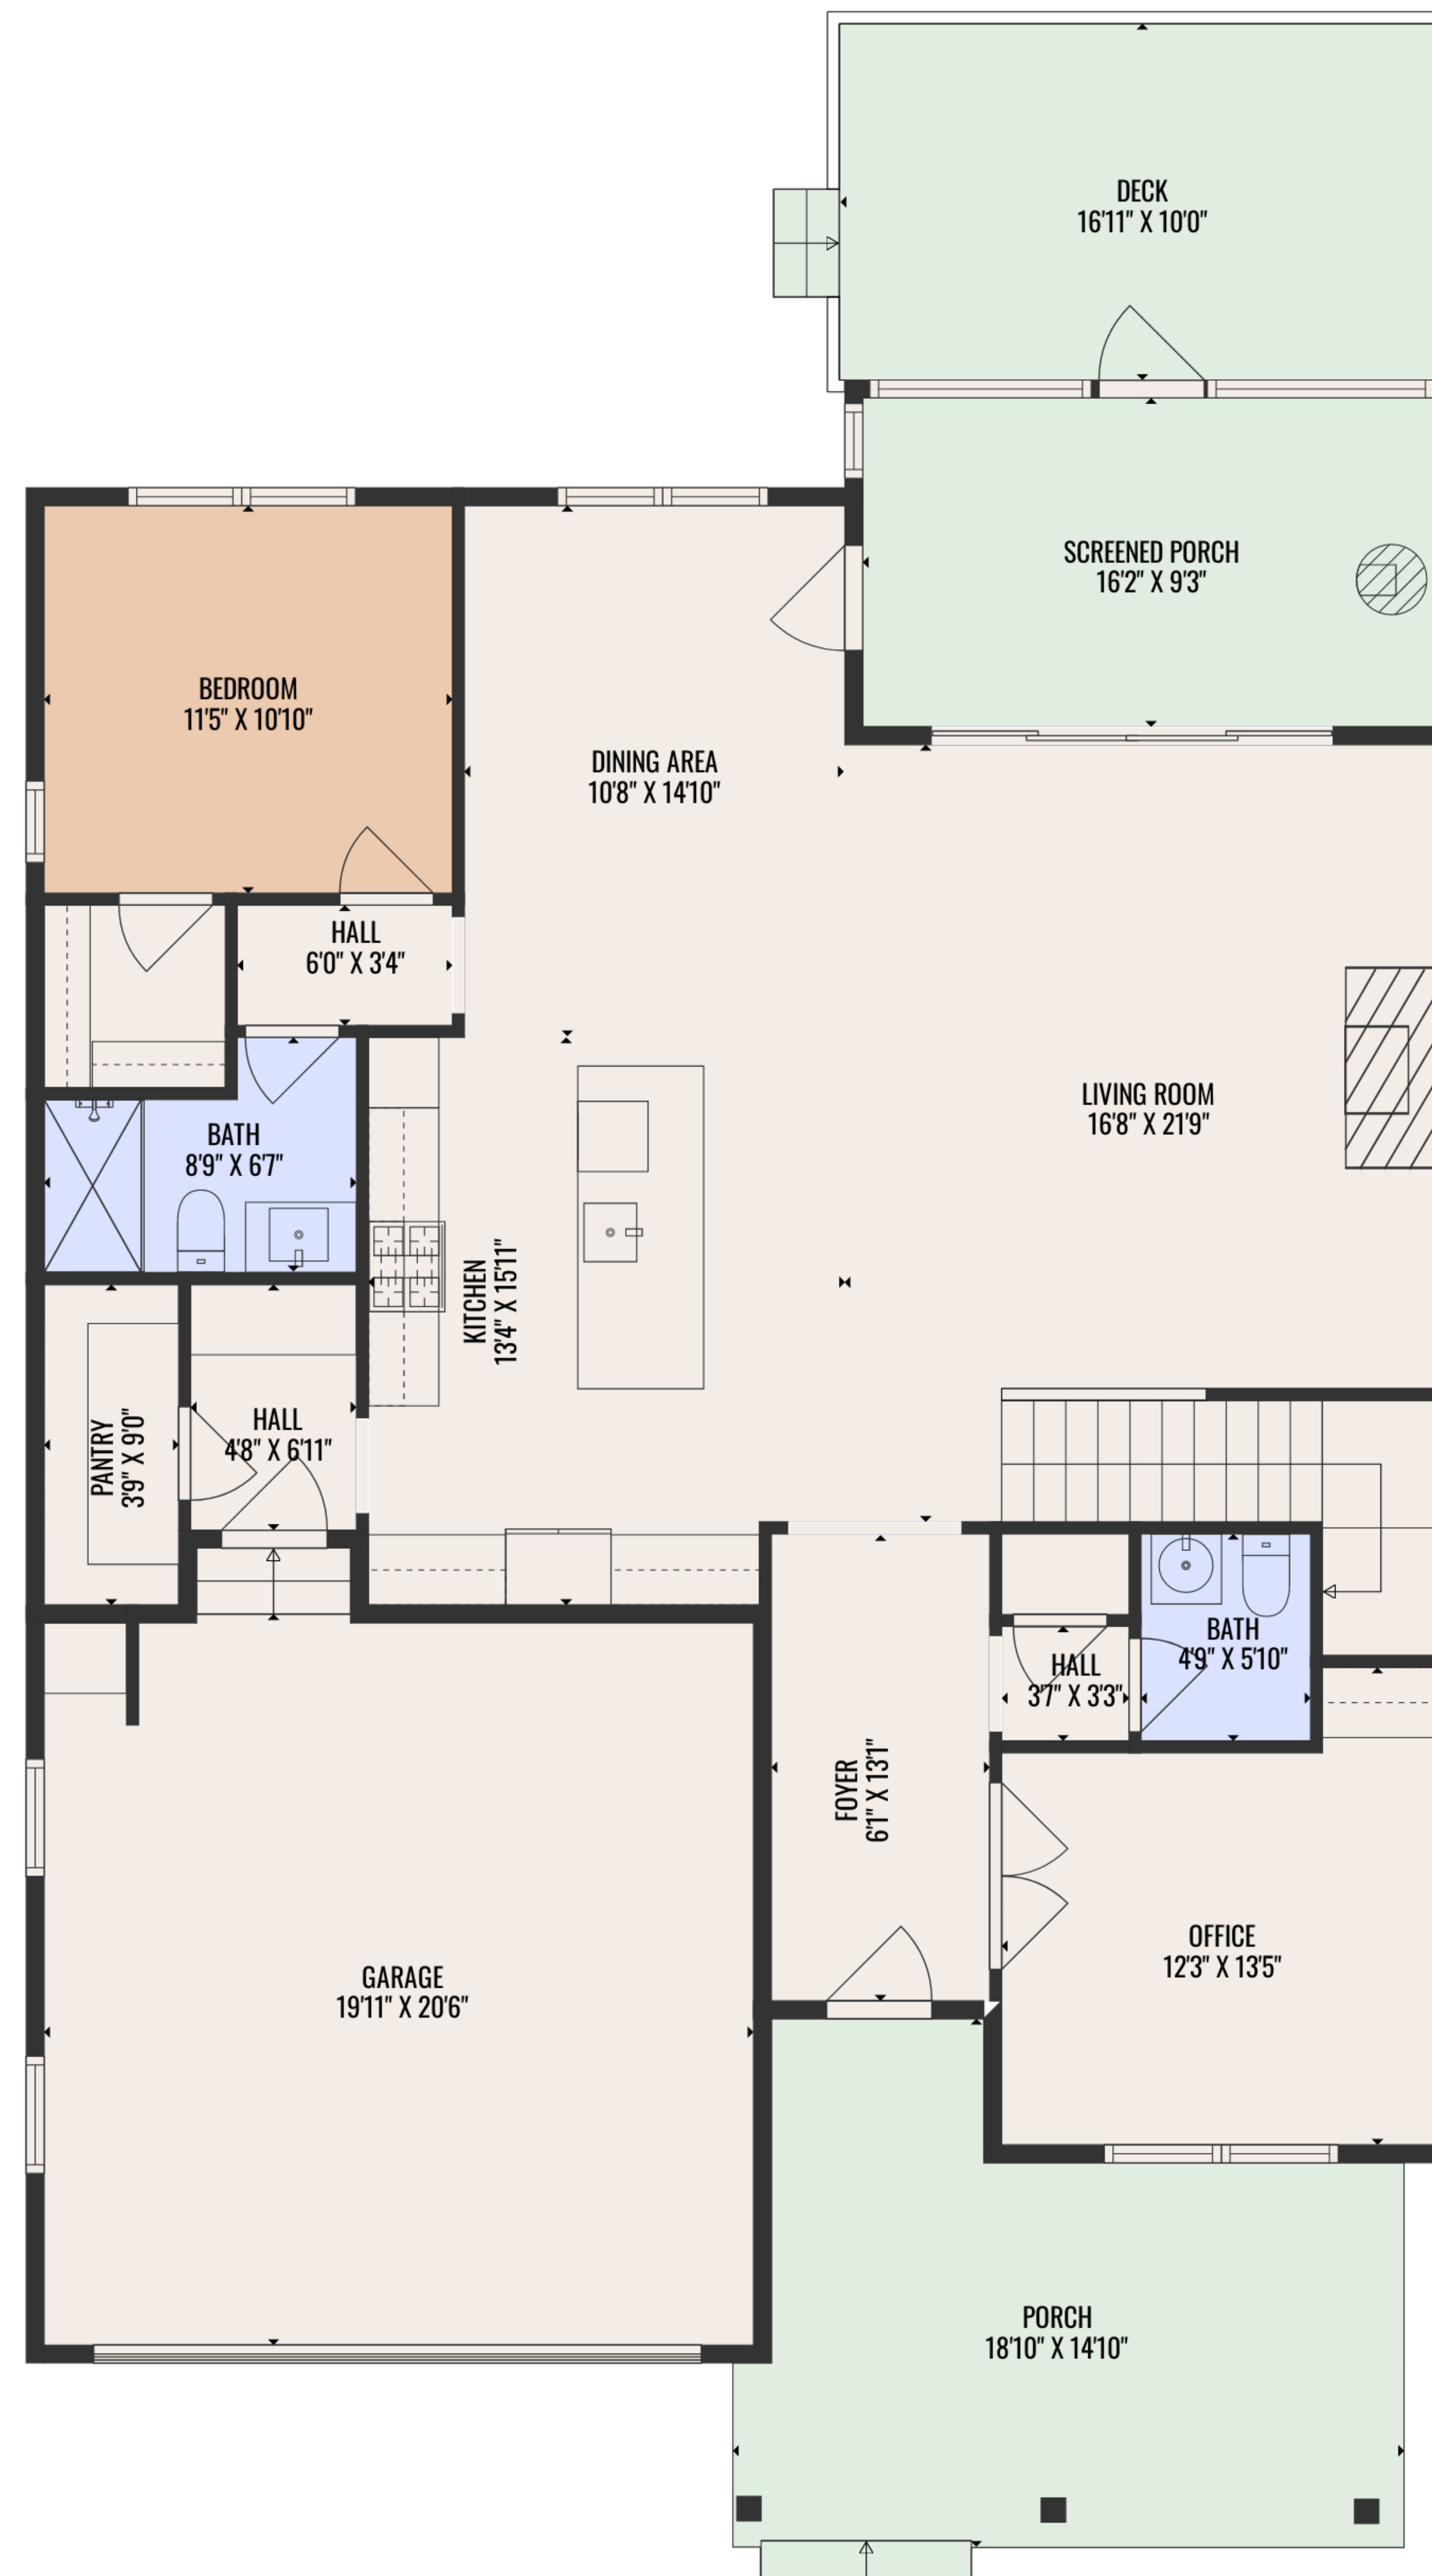 DECK
16'11" X 10'0"
SCREENED PORCH
16'2" X 9'3"
BEDROOM
11'5" X 10'10"
DINING AREA
10'8" X 14'10"
HALL
6'0" X 3'4"
LIVING ROOM
16'8" X 21'9"
BATH
8'9" X 6'7"
KITCHEN
13'4" X 15'11"
HALL
4'8" X 6'11"
PANTRY
3'9" X 9'0"
BATH
4'9" X 5'10"
HALL
3'7" X 3'3"
FOYER
6'1" X 13'1"
OFFICE
12'3" X 13'5"
GARAGE
19'11" X 20'6"
PORCH
18'10" X 14'10"